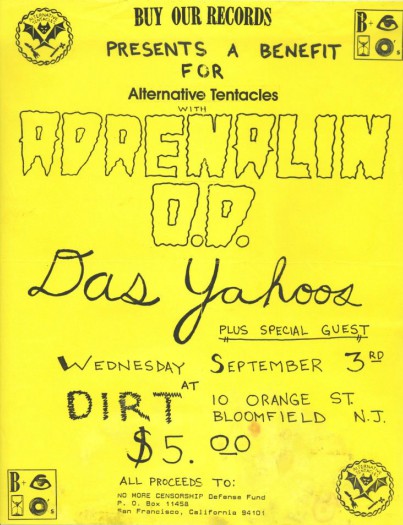 BUY OUR RECORDS
PRESENTS A BENEFIT
FOR
Alternative Tentacles
WITH
ADRENALIN
O.D.
Das Yahoos
PLUS SPECIAL GUEST
WEDNESDAY SEPTEMBER 3RD
AT
DIRT
10 ORANGE ST.
BLOOMFIELD N.J.
$5.00
ALL PROCEEDS TO:
NO MORE CENSORSHIP Defense Fund
P. O. Box 11458
San Francisco, California 94101